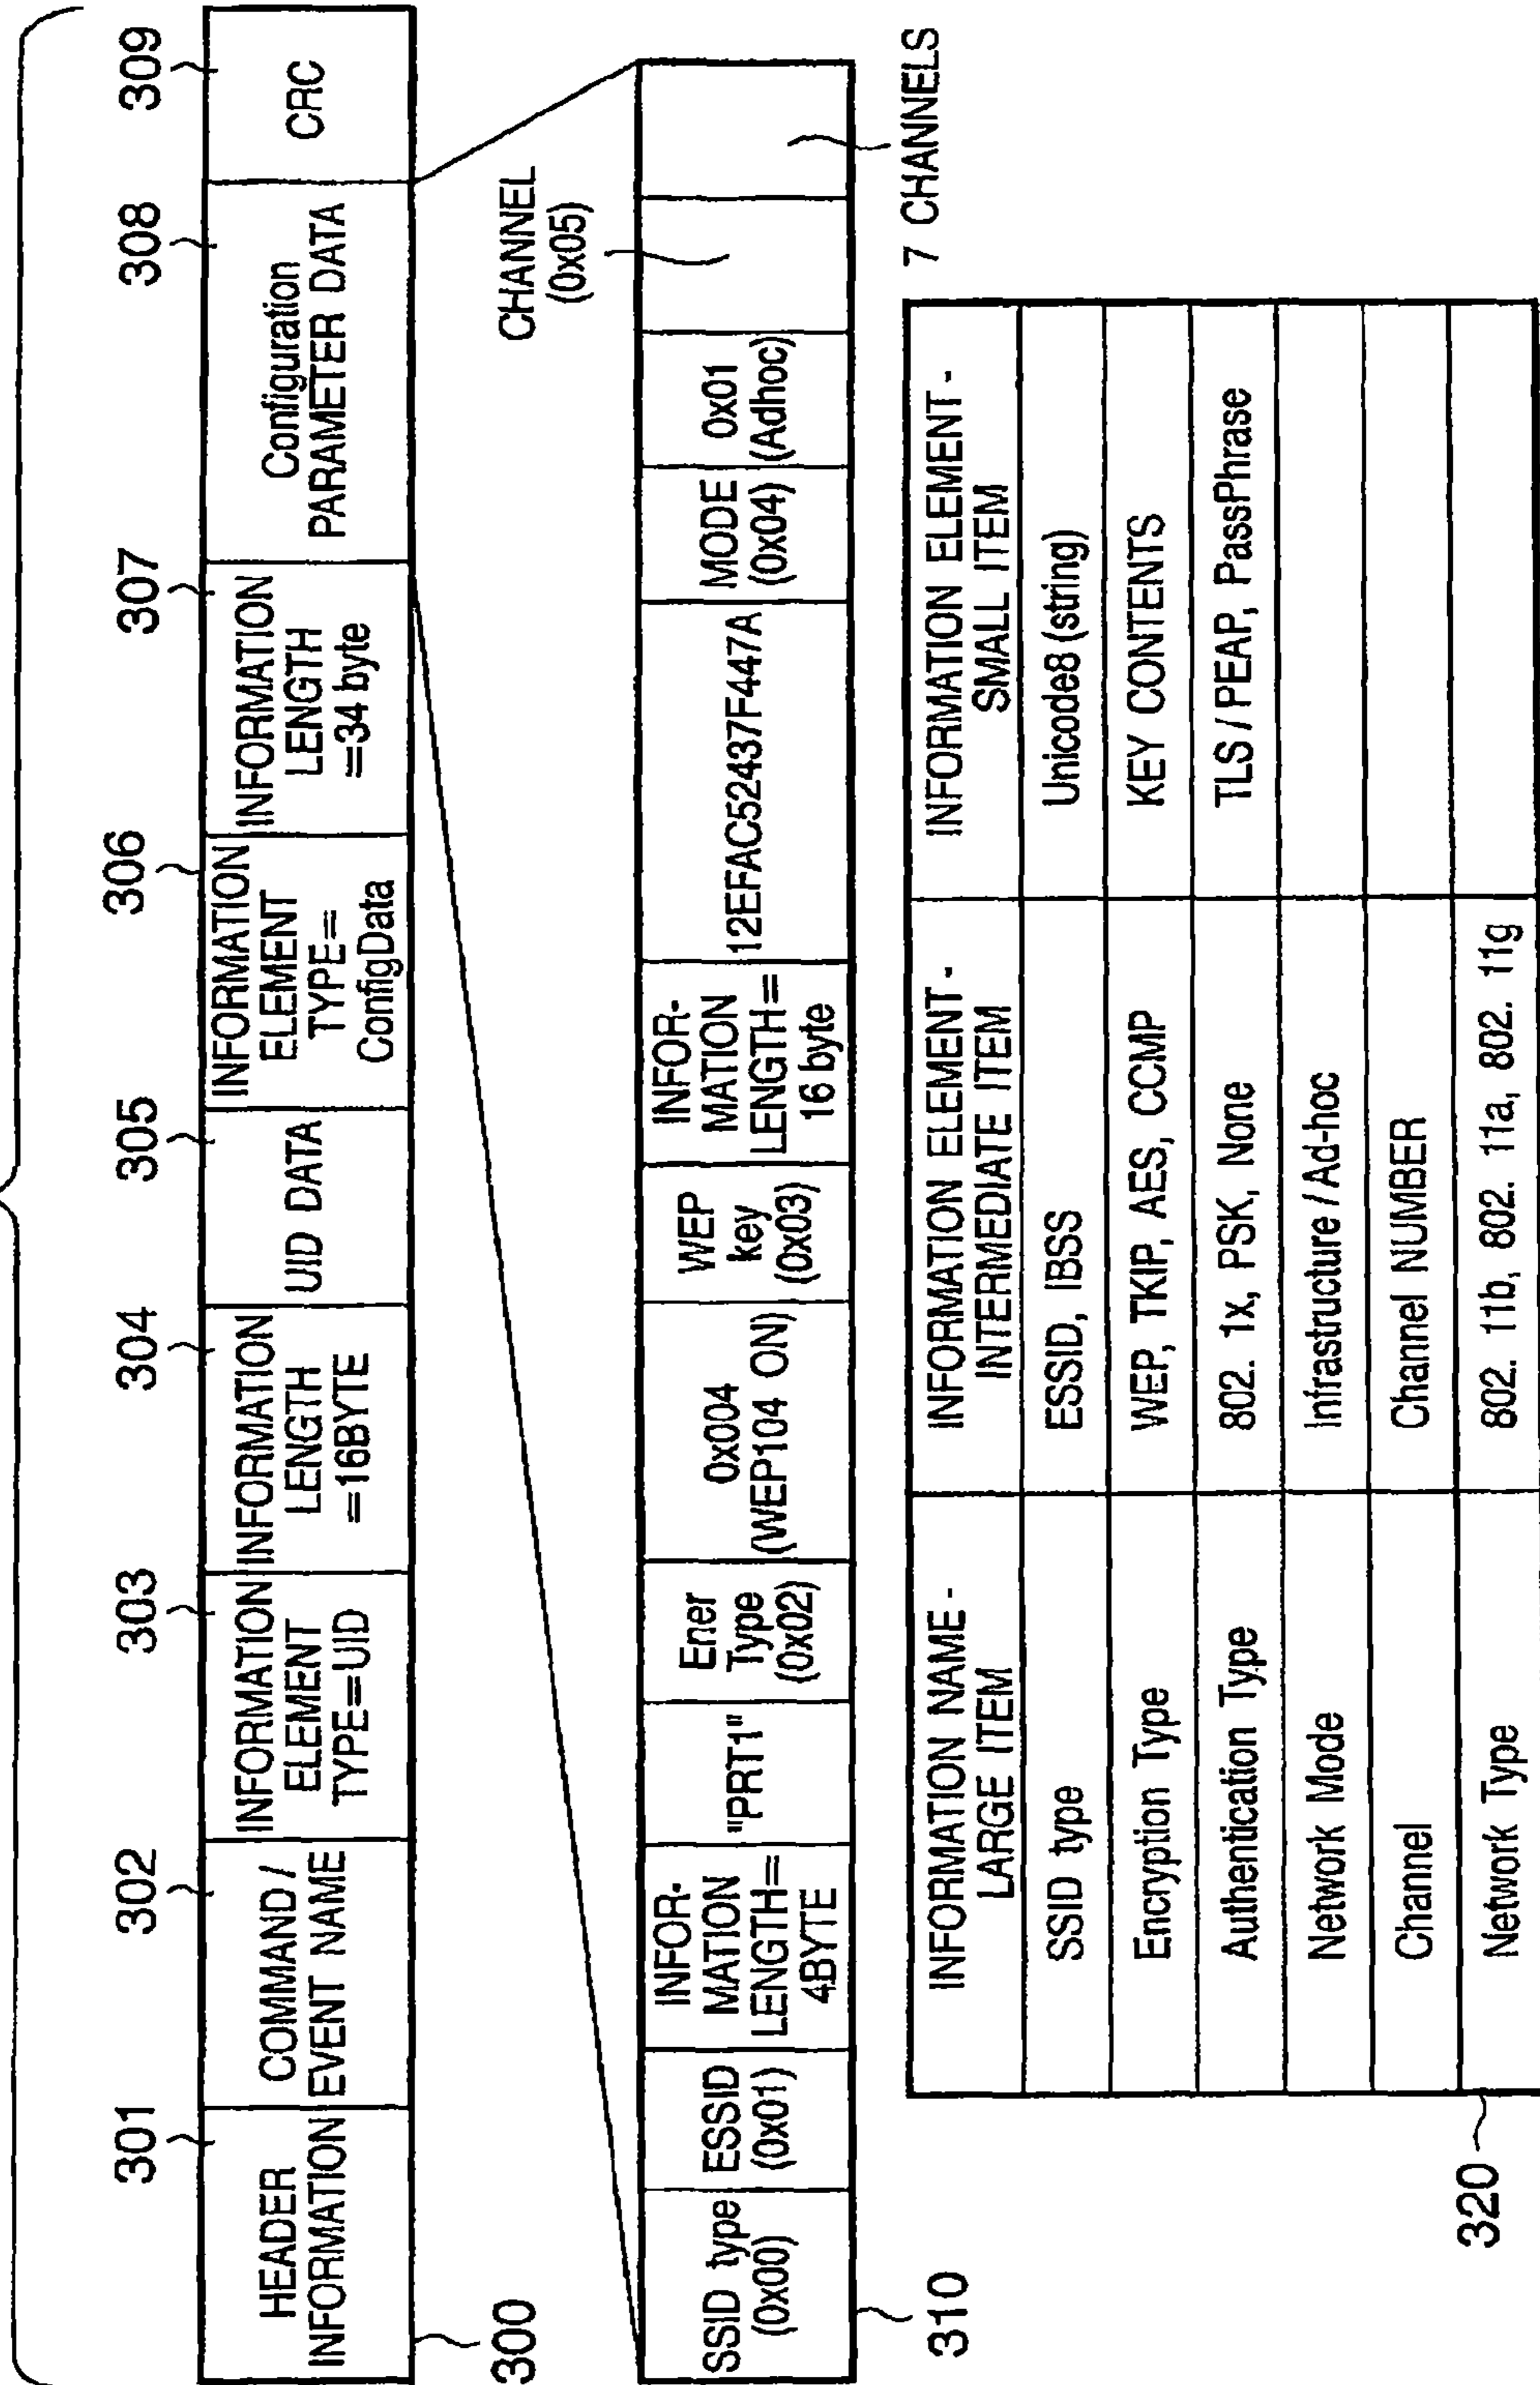 301
302
303
304
305
306
307
308
309
HEADER
INFORMATION
COMMAND /
EVENT NAME
INFORMATION
ELEMENT
TYPE=UID
INFORMATION
LENGTH
=16BYTE
UID DATA
INFORMATION
ELEMENT
TYPE=
ConfigData
INFORMATION
LENGTH
=34 byte
Configuration
PARAMETER DATA
CRC
300
CHANNEL
(0x05)
SSID type
(0x00)
ESSID
(0x01)
INFOR-
MATION
LENGTH=
4BYTE
"PRT1"
Ener
Type
(0x02)
0x004
(WEP104 ON)
WEP
key
(0x03)
INFOR-
MATION
LENGTH=
16 byte
12EFAC52437F447A
MODE
(0x04)
0x01
(Adhoc)
7 CHANNELS
310
INFORMATION NAME -
LARGE ITEM
INFORMATION ELEMENT -
INTERMEDIATE ITEM
INFORMATION ELEMENT -
SMALL ITEM
SSID type
ESSID, IBSS
Unicode8 (string)
Encryption Type
WEP, TKIP, AES, CCMP
KEY CONTENTS
Authentication Type
802. 1x, PSK, None
TLS / PEAP, PassPhrase
Network Mode
Infrastructure / Ad-hoc
Channel
Channel NUMBER
Network Type
802. 11b, 802. 11a, 802. 11g
320